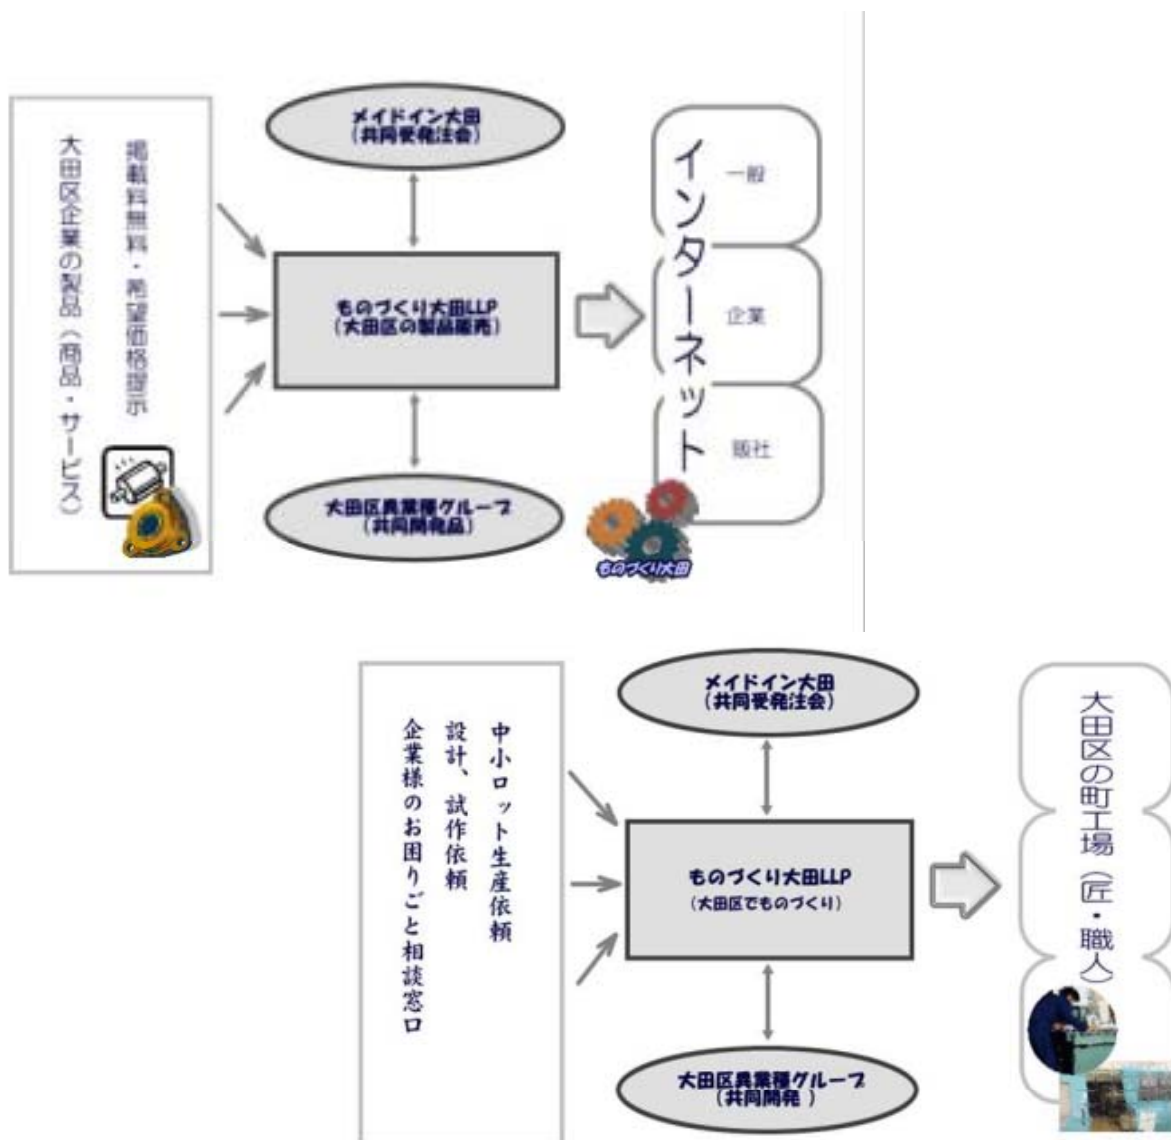 大田区企業の製品（商品・サービス）
掲載料無料・希望価格提示
メイドイン大田
（共同受発注会）
ものづくり大田LLP
（大田区の製品販売）
大田区異業種グループ
（共同開発品）
インターネット
一般
企業
販社
ものづくり大田
中小ロット生産依頼
設計、試作依頼
企業様のお困りごと相談窓口
メイドイン大田
（共同受発注会）
ものづくり大田LLP
（大田区でものづくり）
大田区異業種グループ
（共同開発 ）
大田区の町工場（匠・職人）